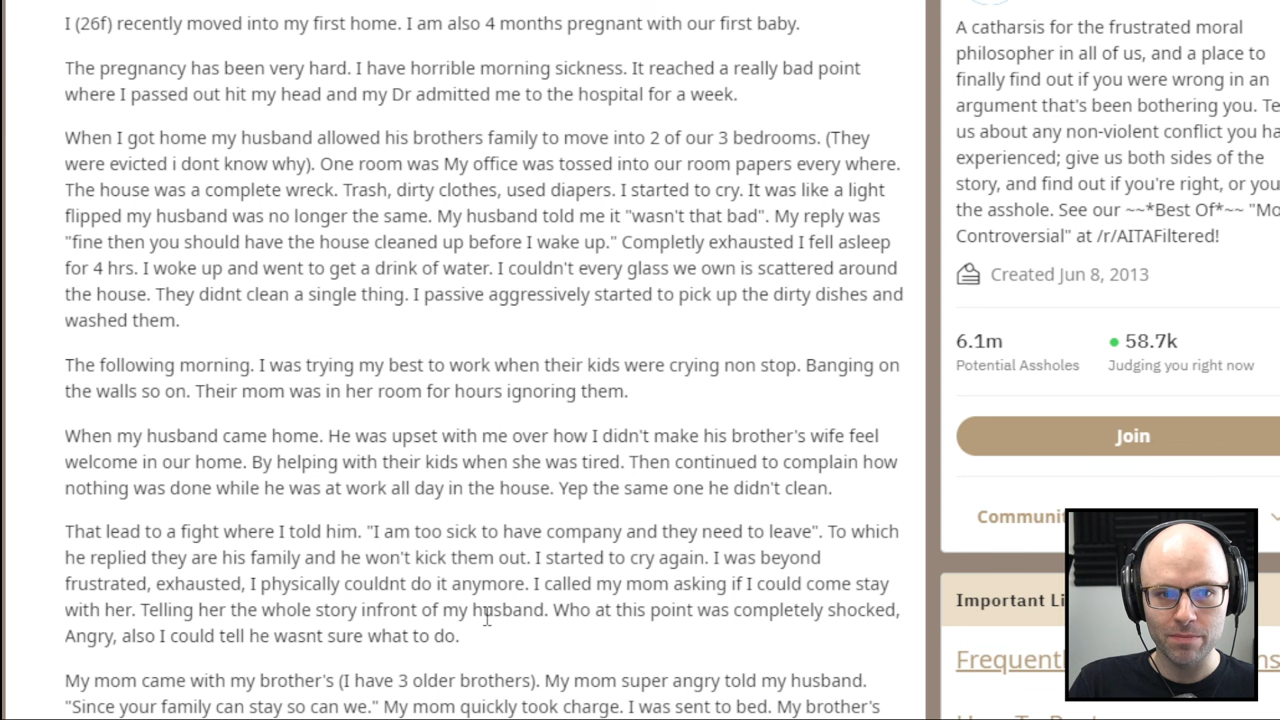 I (26f) recently moved into my first home. I am also 4 months pregnant with our first baby.
The pregnancy has been very hard. I have horrible morning sickness. It reached a really bad point
where I passed out hit my head and my Dr admitted me to the hospital for a week.
When I got home my husband allowed his brothers family to move into 2 of our 3 bedrooms. (They
were evicted i dont know why). One room was My office was tossed into our room papers every where.
The house was a complete wreck. Trash, dirty clothes, used diapers. I started to cry. It was like a light
flipped my husband was no longer the same. My husband told me it "wasn't that bad". My reply was
"fine then you should have the house cleaned up before I wake up." Completly exhausted I fell asleep
for 4 hrs. I woke up and went to get a drink of water. I couldn't every glass we own is scattered around
the house. They didnt clean a single thing. I passive aggressively started to pick up the dirty dishes and
washed them.
The following morning. I was trying my best to work when their kids were crying non stop. Banging on
the walls so on. Their mom was in her room for hours ignoring them.
When my husband came home. He was upset with me over how I didn't make his brother's wife feel
welcome in our home. By helping with their kids when she was tired. Then continued to complain how
nothing was done while he was at work all day in the house. Yep the same one he didn't clean.
That lead to a fight where I told him. "I am too sick to have company and they need to leave". To which
he replied they are his family and he won't kick them out. I started to cry again. I was beyond
frustrated, exhausted, I physically couldnt do it anymore. I called my mom asking if I could come stay
with her. Telling her the whole story infront of my husband. Who at this point was completely shocked,
Angry, also I could tell he wasnt sure what to do.
My mom came with my brother's (I have 3 older brothers). My mom super angry told my husband.
"Since your family can stay so can we." My mom quickly took charge. I was sent to bed. My brother's
A catharsis for the frustrated moral
philosopher in all of us, and a place to
finally find out if you were wrong in an
argument that's been bothering you. Te
us about any non-violent conflict you ha
experienced; give us both sides of the
story, and find out if you're right, or you
the asshole. See our ~~*Best Of*~~ "Mo
Controversial" at /r/AITAFiltered!
Created Jun 8, 2013
6.1m
58.7k
Potential Assholes
Judging you right now
Join
Communi
Important Li
Frequent
ns